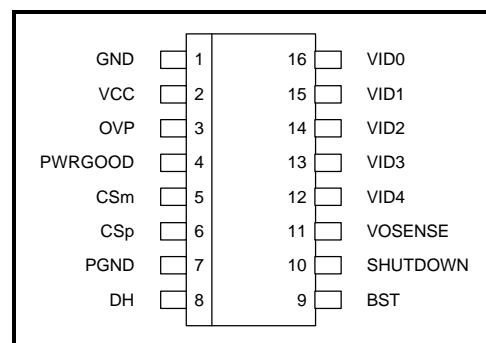 GND 1 16 VID0
VCC 2 15 VID1
OVP 3 14 VID2
PWRGOOD 4 13 VID3
CSm 5 12 VID4
CSp 6 11 VOSENSE
PGND 7 10 SHUTDOWN
DH 8 9 BST